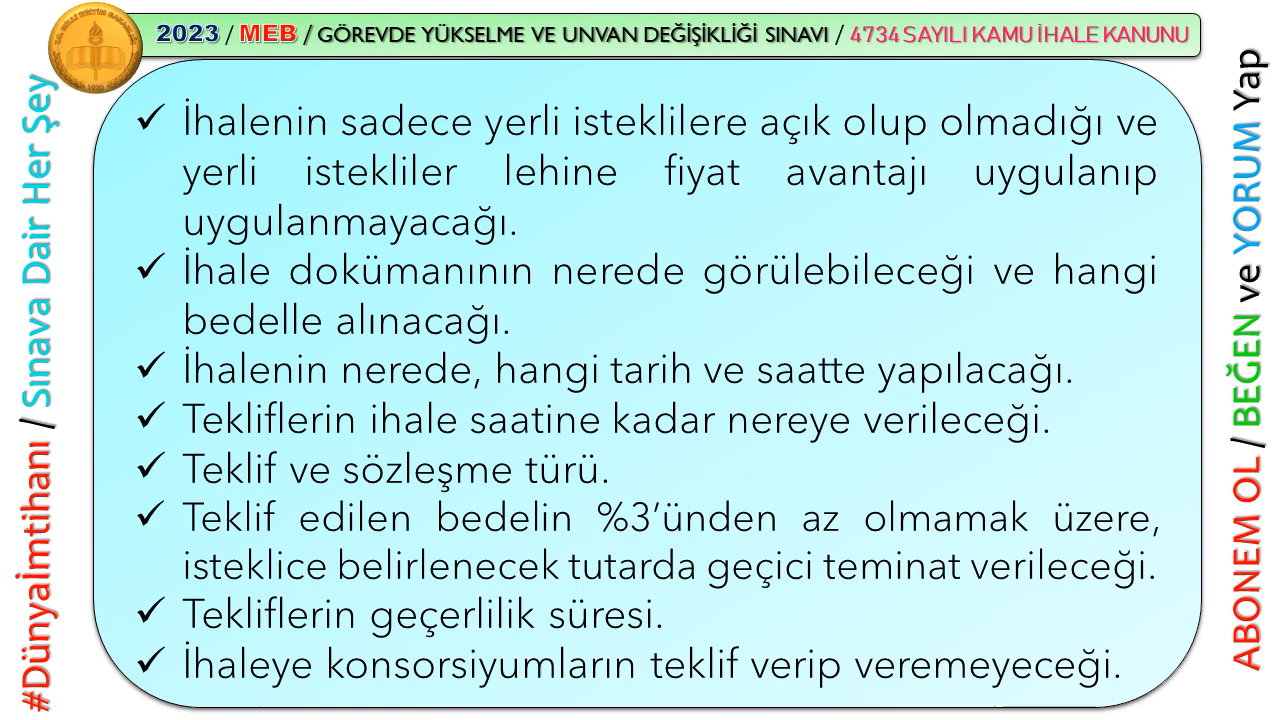 2023 / MEB / GÖREVDE YÜKSELME VE UNVAN DEĞİŞİKLİĞİ SINAVI / 4734 SAYILI KAMU İHALE KANUNU
#Dünyaİmtihanı / Sınava Dair Her Şey
✓ İhalenin sadece yerli isteklilere açık olup olmadığı ve
yerli istekliler lehine fiyat avantajı uygulanıp
uygulanmayacağı.
✓ İhale dokümanının nerede görülebileceği ve hangi
bedelle alınacağı.
✓ İhalenin nerede, hangi tarih ve saatte yapılacağı.
✓ Tekliflerin ihale saatine kadar nereye verileceği.
✓ Teklif ve sözleşme türü.
✓ Teklif edilen bedelin %3’ünden az olmamak üzere,
isteklice belirlenecek tutarda geçici teminat verileceği.
✓ Tekliflerin geçerlilik süresi.
✓ İhaleye konsorsiyumların teklif verip veremeyeceği.
ABONEM OL / BEĞEN ve YORUM Yap